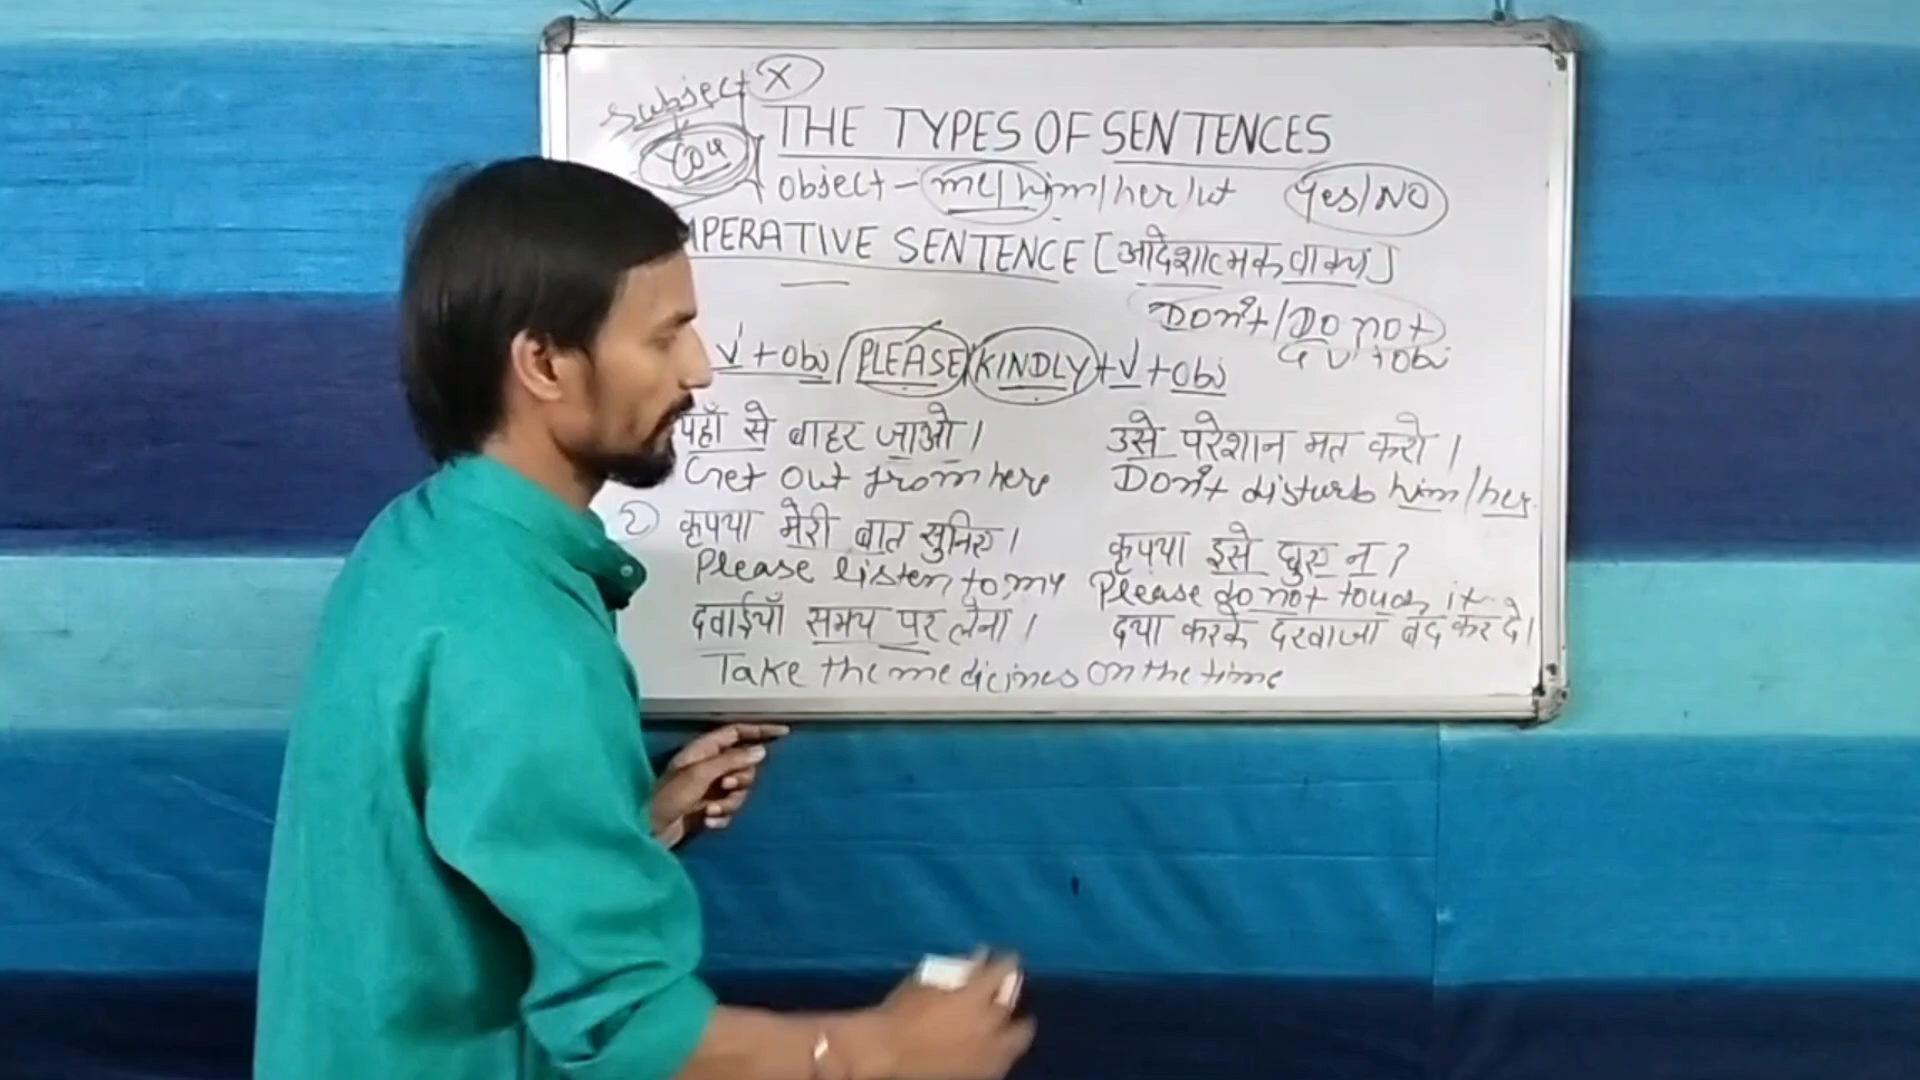 Subject X
You
THE TYPES OF SENTENCES
object - me/him/her/it Yes/NO
MPERATIVE SENTENCE [आदेशात्मक वाक्य]
Don't/Do not
V + Obj
V' + Obj/PLEASE/KINDLY + V + Obj
यहाँ से बाहर जाओ।
Get out from here
② कृपया मेरी बात सुनिए।
Please listen to my
दवाईयाँ समय पर लेना।
Take the medicines on the time
उसे परेशान मत करो।
Don't disturb him/her.
कृपया इसे छुए न?
Please do not touch it
दया करके दरवाजा बंद कर दे।